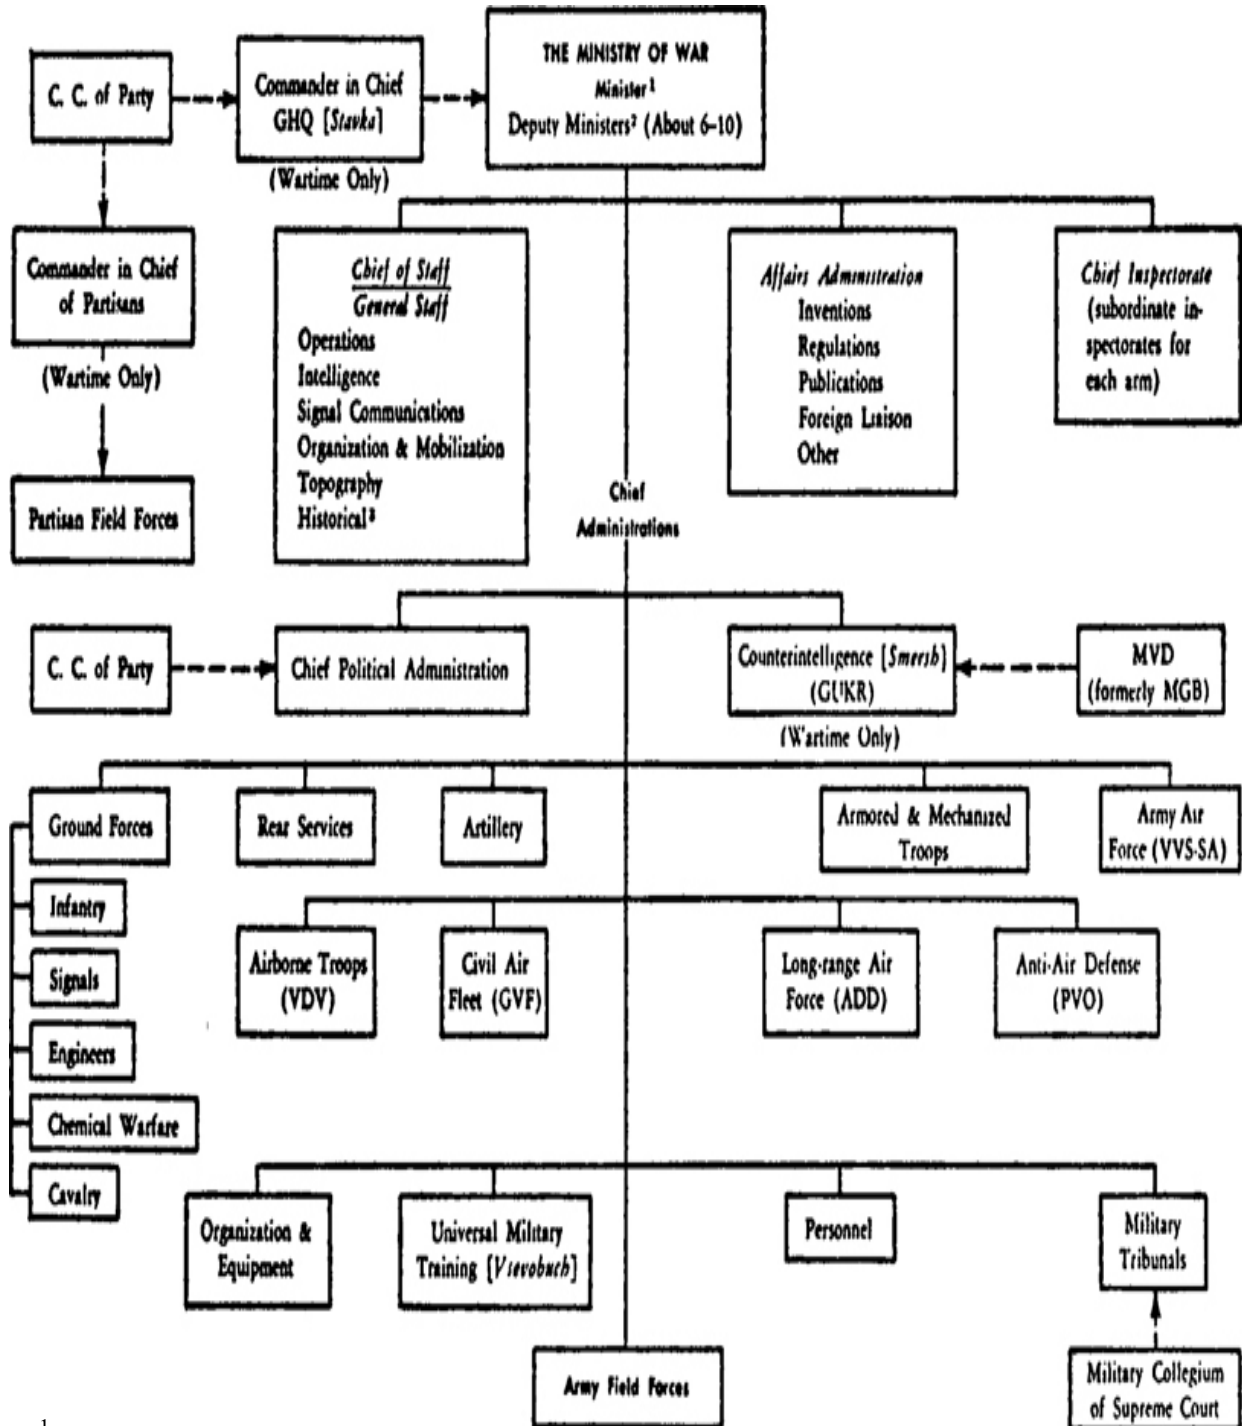 C. C. of Party
Commander in Chief
GHQ [Stavka]
(Wartime Only)
THE MINISTRY OF WAR
Minister¹
Deputy Ministers² (About 6-10)
Commander in Chief
of Partisans
(Wartime Only)
Partisan Field Forces
Chief of Staff
General Staff
Operations
Intelligence
Signal Communications
Organization & Mobilization
Topography
Historical³
Affairs Administration
Inventions
Regulations
Publications
Foreign Liaison
Other
Chief Inspectorate
(subordinate in-
spectorates for
each arm)
Chief
Administrations
C. C. of Party
Chief Political Administration
Counterintelligence [Smersh]
(GUKR)
(Wartime Only)
MVD
(formerly MGB)
Ground Forces
Rear Services
Artillery
Armored & Mechanized
Troops
Army Air
Force (VVS-SA)
Infantry
Signals
Engineers
Chemical Warfare
Cavalry
Airborne Troops
(VDV)
Civil Air
Fleet (GVF)
Long-range Air
Force (ADD)
Anti-Air Defense
(PVO)
Organization &
Equipment
Universal Military
Training [Vsevobuch]
Personnel
Military
Tribunals
Army Field Forces
Military Collegium
of Supreme Court
1